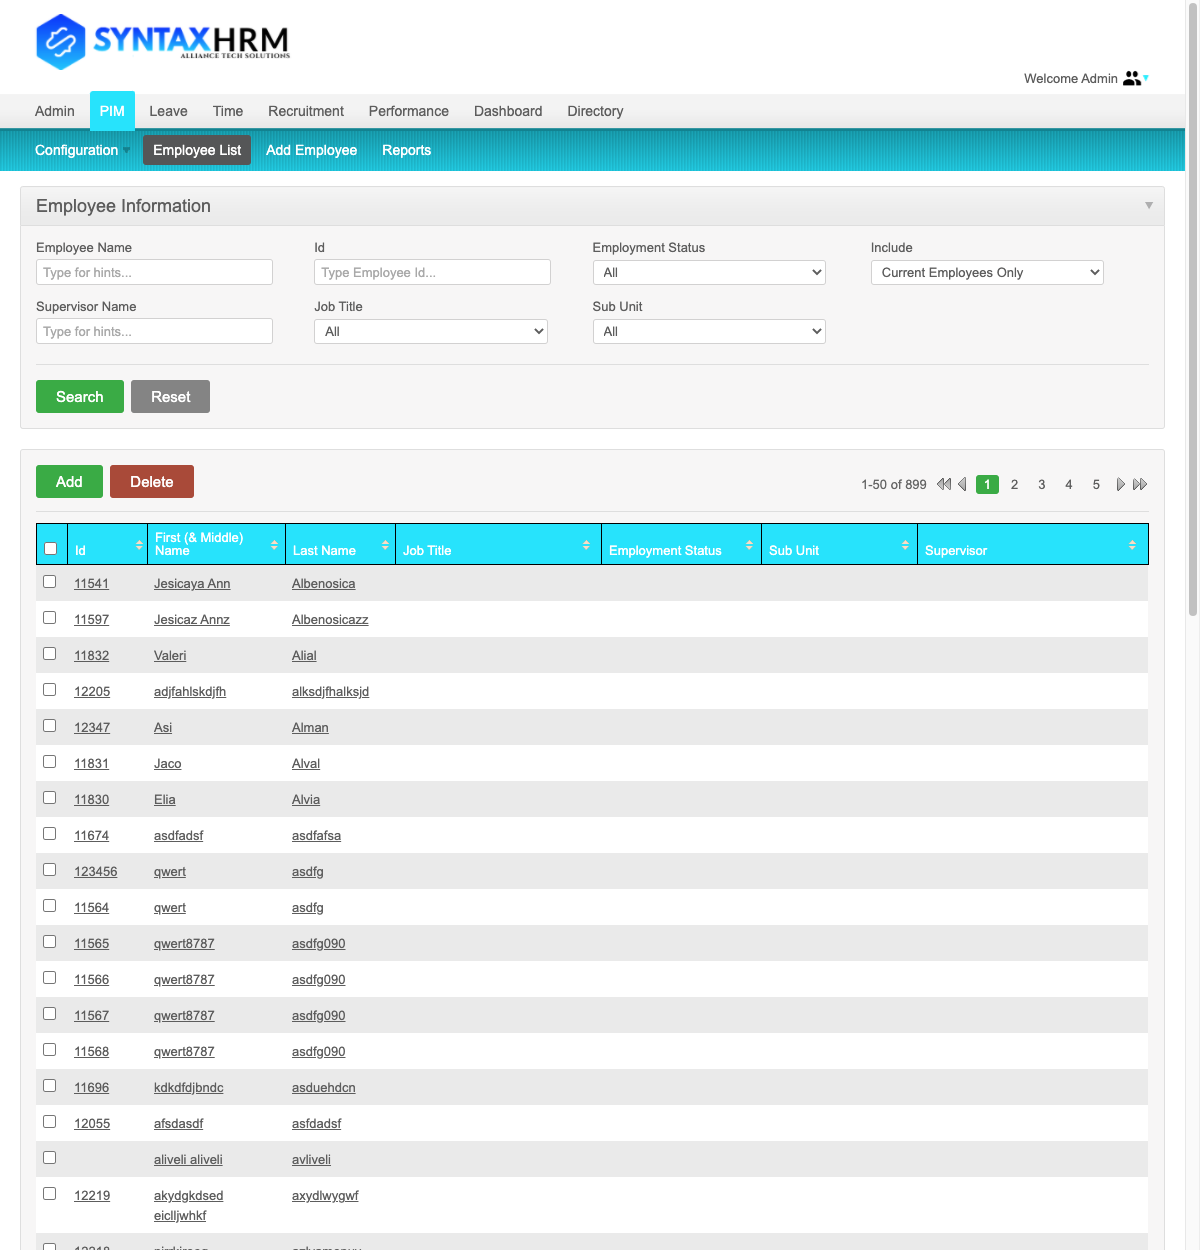 SYNTAXHRM
ALLIANCE TECH SOLUTIONS
Welcome Admin
Admin PIM Leave Time Recruitment Performance Dashboard Directory
Configuration Employee List Add Employee Reports
Employee Information
Employee Name Id Employment Status Include
Type for hints... Type Employee Id... All Current Employees Only
Supervisor Name Job Title Sub Unit
Type for hints... All All
Search Reset
Add Delete 1-50 of 899 1 2 3 4 5
Id First (& Middle) Name Last Name Job Title Employment Status Sub Unit Supervisor
11541 Jesicaya Ann Albenosica
11597 Jesicaz Annz Albenosicazz
11832 Valeri Alial
12205 adjfahlskdjfh alksdjfhalksjd
12347 Asi Alman
11831 Jaco Alval
11830 Elia Alvia
11674 asdfadsf asdfafsa
123456 qwert asdfg
11564 qwert asdfg
11565 qwert8787 asdfg090
11566 qwert8787 asdfg090
11567 qwert8787 asdfg090
11568 qwert8787 asdfg090
11696 kdkdfdjbndc asduehdcn
12055 afsdasdf asfdadsf
aliveli aliveli avliveli
12219 akydgkdsed axydlwygwf
eiclljwhkf